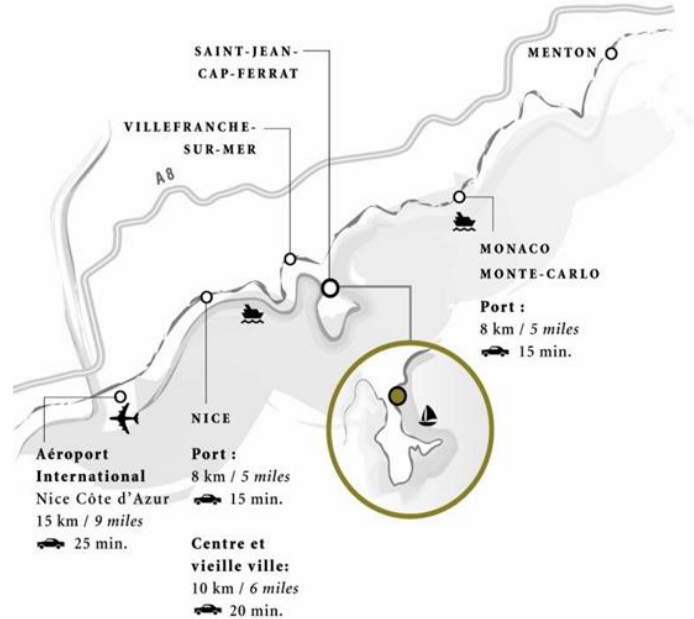 SAINT-JEAN-
CAP-FERRAT
MENTON
VILLEFRANCHE-
SUR-MER
A8
MONACO
MONTE-CARLO
Port :
8 km / 5 miles
15 min.
NICE
Port :
8 km / 5 miles
15 min.
Centre et
vieille ville:
10 km / 6 miles
20 min.
Aéroport
International
Nice Côte d'Azur
15 km / 9 miles
25 min.